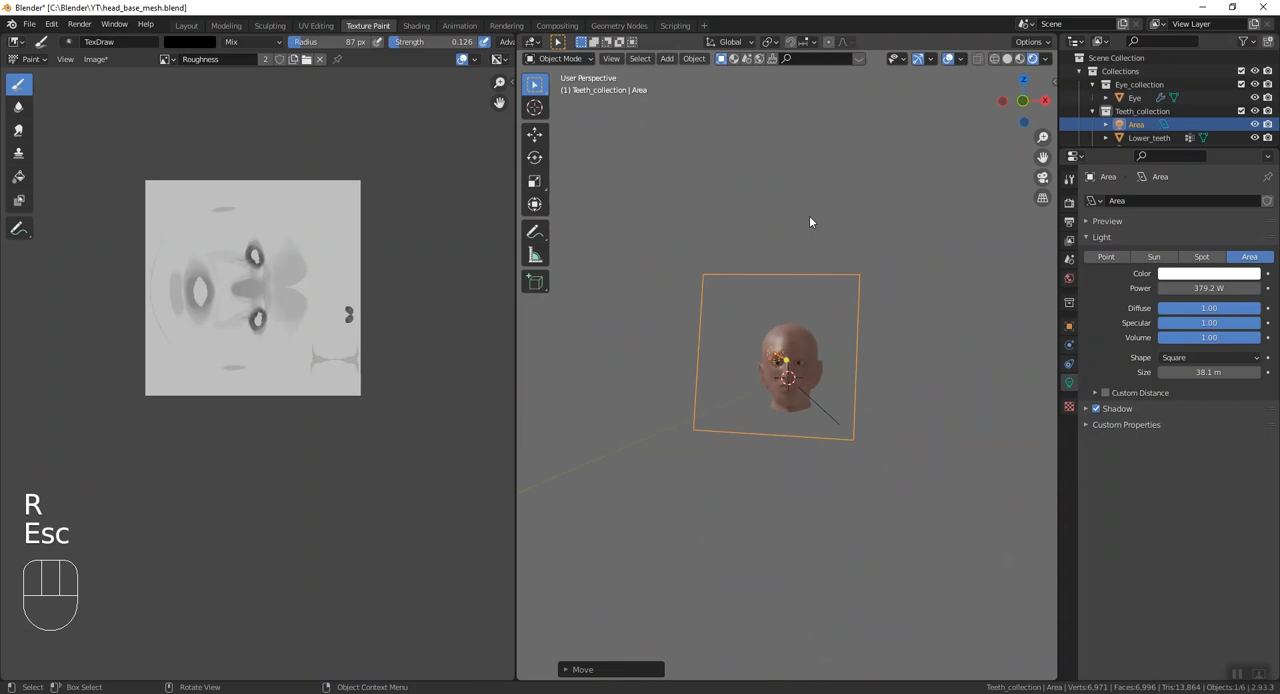 Blender* [C:\Blender\YT\head_base_mesh.blend]
File Edit Render Window Help
Layout Modeling Sculpting UV Editing Texture Paint Shading Animation Rendering Compositing Geometry Nodes Scripting +
Scene
View Layer
TexDraw
Mix
Radius 87 px
Strength 0.126
Adv
Global
Options
Paint View Image*
Roughness
2
Object Mode
View Select Add Object
User Perspective
(1) Teeth_collection | Area
Z
X
Scene Collection
Collections
Eye_collection
Eye
Teeth_collection
Area
Lower_teeth
Area
Area
Area
Preview
Light
Point Sun Spot Area
Color
Power 379.2 W
Diffuse 1.00
Specular 1.00
Volume 1.00
Shape Square
Size 38.1 m
Custom Distance
Shadow
Custom Properties
R
Esc
Move
Select Box Select Rotate View Object Context Menu
Teeth_collection | Area | Verts:6,971 | Faces:6,996 | Tris:13,864 | Objects:1/6 | 2.93.3